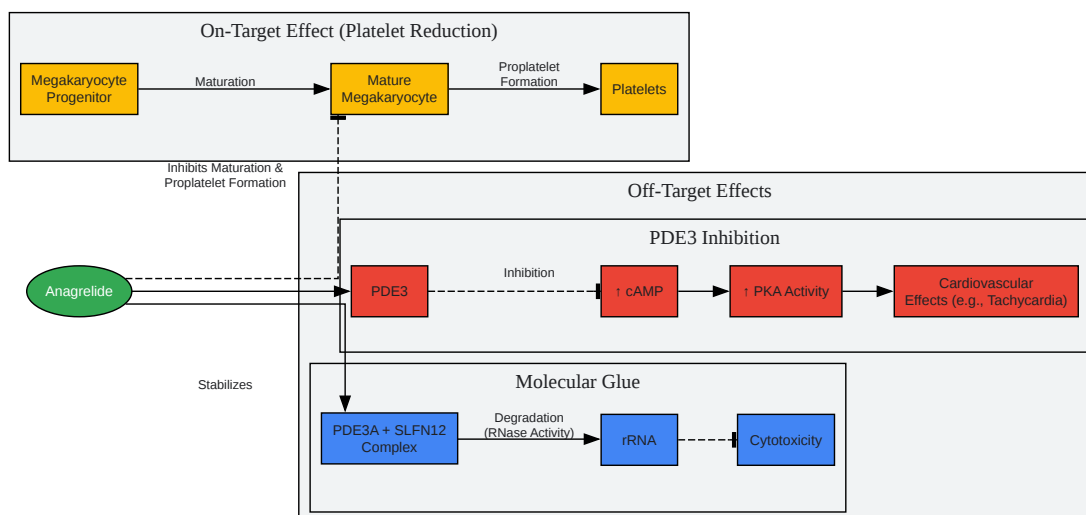 On-Target Effect (Platelet Reduction)
Megakaryocyte
Progenitor
Maturation
Mature
Megakaryocyte
Proplatelet
Formation
Platelets
Inhibits Maturation &
Proplatelet Formation
Off-Target Effects
PDE3 Inhibition
Anagrelide
PDE3
Inhibition
↑ cAMP
↑ PKA Activity
Cardiovascular
Effects (e.g., Tachycardia)
Stabilizes
Molecular Glue
PDE3A + SLFN12
Complex
Degradation
(RNase Activity)
rRNA
Cytotoxicity